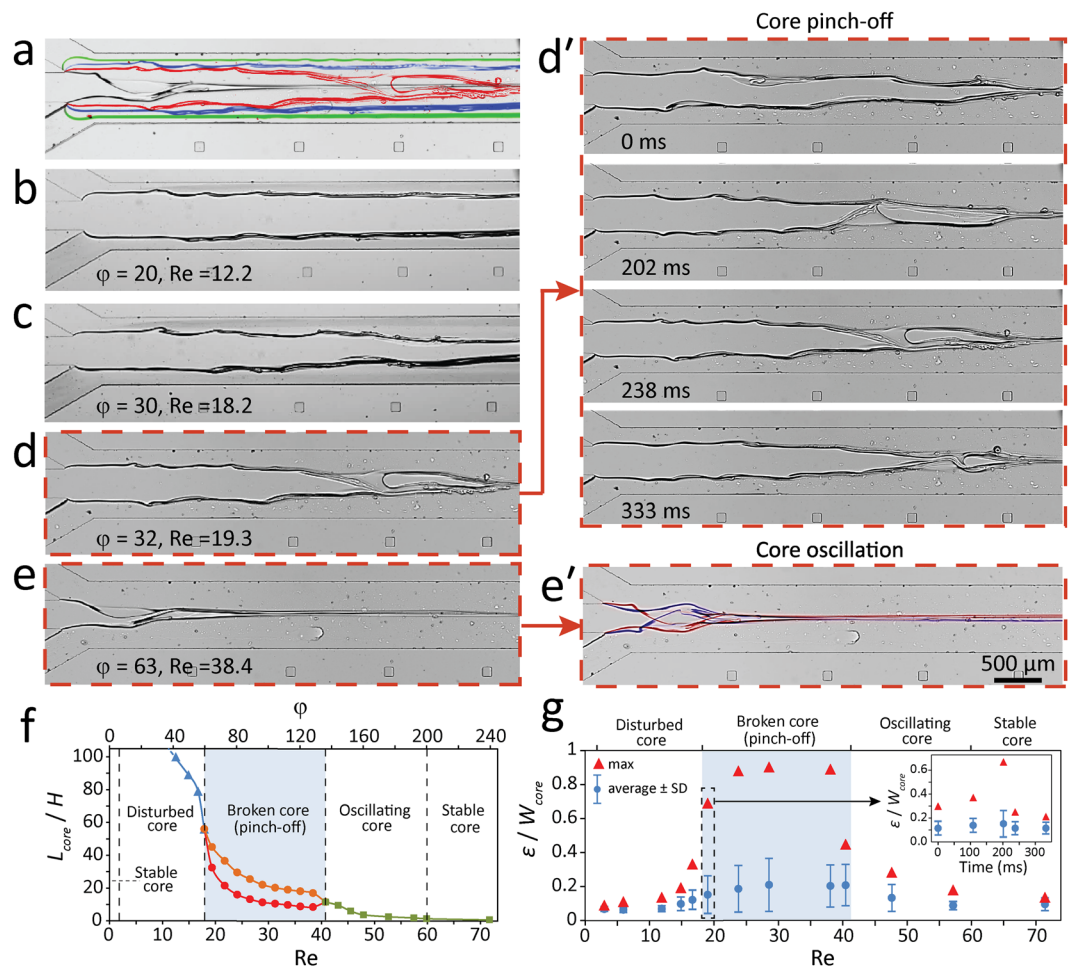 Core pinch-off
a
b
φ = 20, Re =12.2
c
φ = 30, Re =18.2
d
φ = 32, Re =19.3
e
φ = 63, Re =38.4
d′
0 ms
202 ms
238 ms
333 ms
Core oscillation
e′
500 μm
f
φ
0 40 80 120 160 200 240
100
80
60
40
20
0
L core / H
Disturbed core
Stable core
Broken core (pinch-off)
Oscillating core
Stable core
0 10 20 30 40 50 60 70
Re
g
Disturbed core
Broken core (pinch-off)
Oscillating core
Stable core
1
0.8
0.6
0.4
0.2
0
ε / W core
max
average ± SD
0.6
0.4
0.2
0.0
ε / W core
0 100 200 300
Time (ms)
0 10 20 30 40 50 60 70
Re